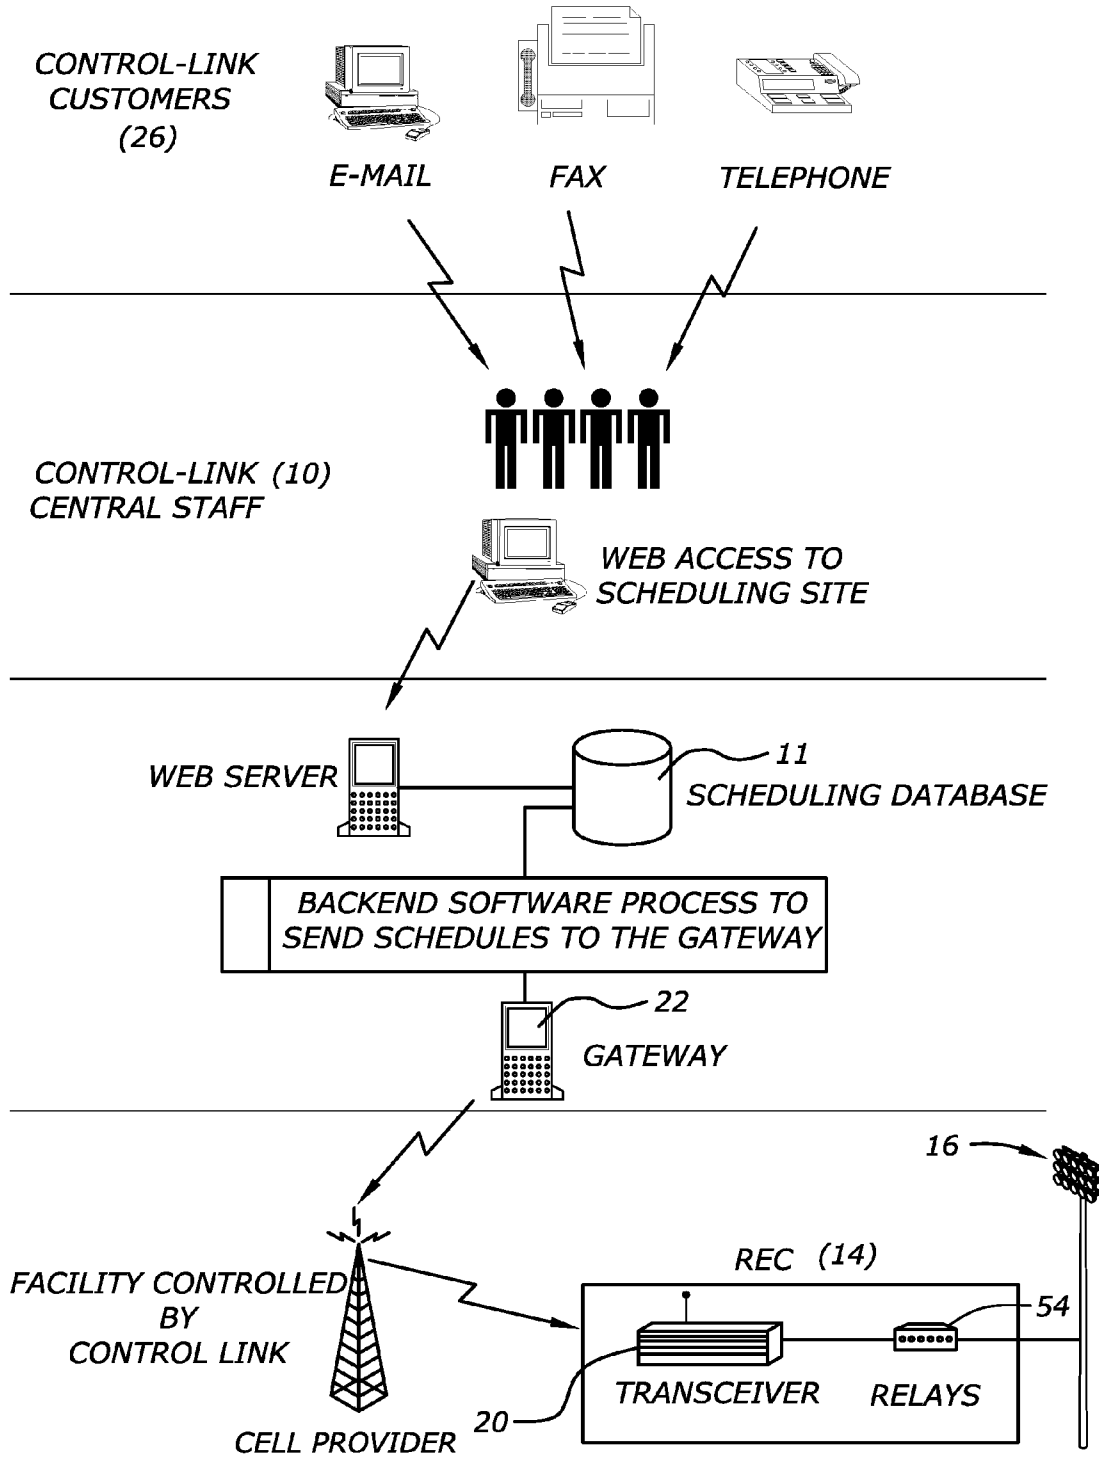 CONTROL-LINK
CUSTOMERS
(26)
E-MAIL
FAX
TELEPHONE
CONTROL-LINK (10)
CENTRAL STAFF
WEB ACCESS TO
SCHEDULING SITE
WEB SERVER
11
SCHEDULING DATABASE
BACKEND SOFTWARE PROCESS TO
SEND SCHEDULES TO THE GATEWAY
22
GATEWAY
16
REC (14)
FACILITY CONTROLLED
BY
CONTROL LINK
54
TRANSCEIVER
RELAYS
20
CELL PROVIDER